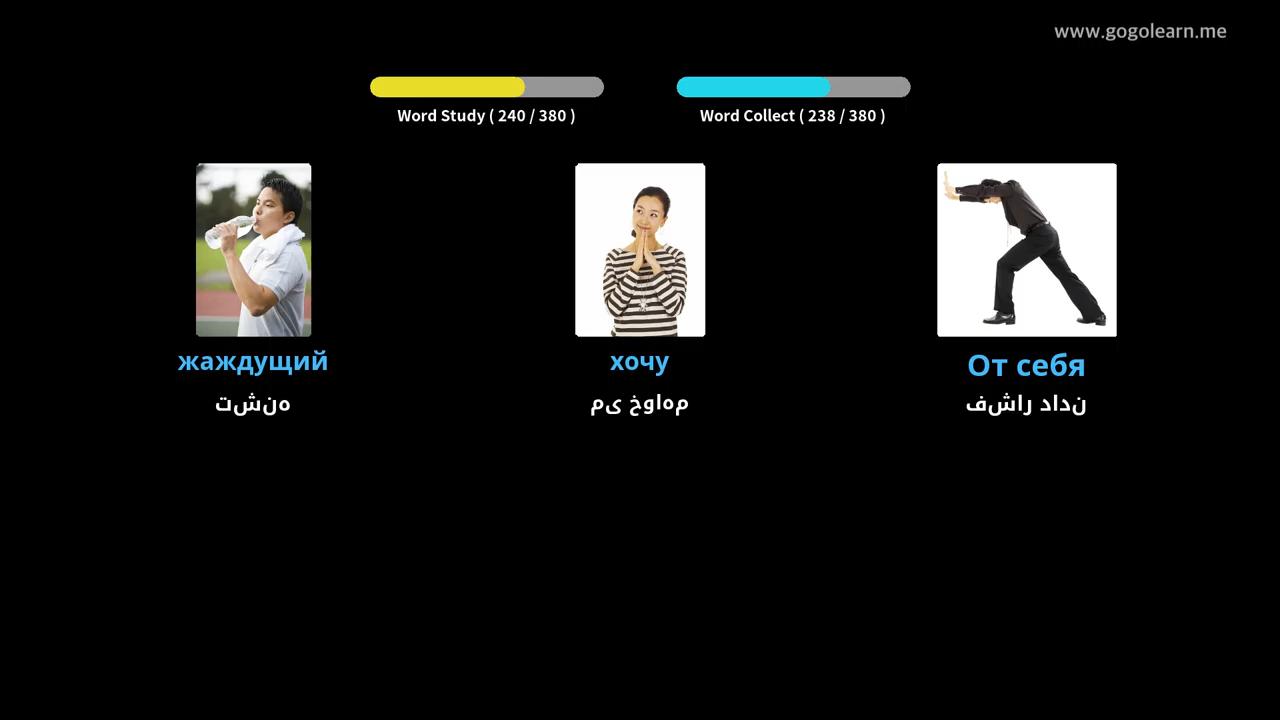 www.gogolearn.me
Word Study ( 240 / 380 )
Word Collect ( 238 / 380 )
жаждущий
хочу
От себя
تشنه
می خواهم
فشار دادن